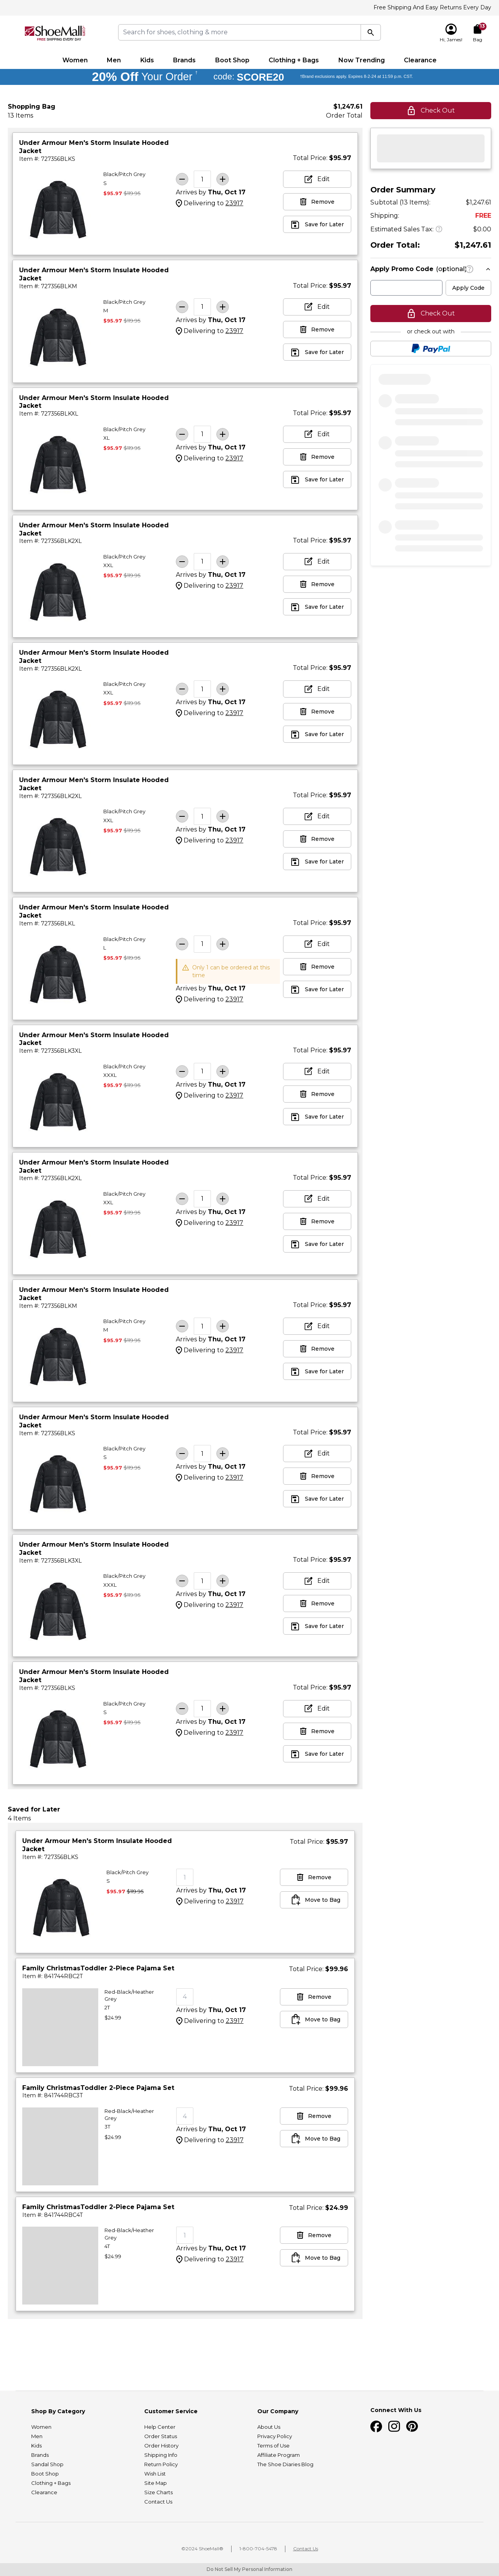 Free Shipping And Easy Returns Every Day
SHOEMALL
EVERY SHOE FOR EVERY YOU
Search for shoes, clothing & more
Hi, James!
13
Bag
Women
Men
Kids
Brands
Boot Shop
Clothing + Bags
Now Trending
Clearance
20% Off Your Order *
code: SCORE20
*Brand exclusions apply. Expires 8-2-24 at 11:59 p.m. CST.
Shopping Bag
$1,247.61
13 Items
Order Total
Under Armour Men's Storm Insulate Hooded
Jacket
Item #: 727356BLKS
Total Price: $95.97
Black/Pitch Grey
S
$95.97 $119.95
1
Arrives by Thu, Oct 17
Delivering to 23917
Edit
Remove
Save for Later
Under Armour Men's Storm Insulate Hooded
Jacket
Item #: 727356BLKM
Total Price: $95.97
Black/Pitch Grey
M
$95.97 $119.95
1
Arrives by Thu, Oct 17
Delivering to 23917
Edit
Remove
Save for Later
Under Armour Men's Storm Insulate Hooded
Jacket
Item #: 727356BLKXL
Total Price: $95.97
Black/Pitch Grey
XL
$95.97 $119.95
1
Arrives by Thu, Oct 17
Delivering to 23917
Edit
Remove
Save for Later
Under Armour Men's Storm Insulate Hooded
Jacket
Item #: 727356BLK2XL
Total Price: $95.97
Black/Pitch Grey
XXL
$95.97 $119.95
1
Arrives by Thu, Oct 17
Delivering to 23917
Edit
Remove
Save for Later
Under Armour Men's Storm Insulate Hooded
Jacket
Item #: 727356BLK2XL
Total Price: $95.97
Black/Pitch Grey
XXL
$95.97 $119.95
1
Arrives by Thu, Oct 17
Delivering to 23917
Edit
Remove
Save for Later
Under Armour Men's Storm Insulate Hooded
Jacket
Item #: 727356BLK2XL
Total Price: $95.97
Black/Pitch Grey
XXL
$95.97 $119.95
1
Arrives by Thu, Oct 17
Delivering to 23917
Edit
Remove
Save for Later
Under Armour Men's Storm Insulate Hooded
Jacket
Item #: 727356BLKL
Total Price: $95.97
Black/Pitch Grey
L
$95.97 $119.95
1
Only 1 can be ordered at this
time
Arrives by Thu, Oct 17
Delivering to 23917
Edit
Remove
Save for Later
Under Armour Men's Storm Insulate Hooded
Jacket
Item #: 727356BLK3XL
Total Price: $95.97
Black/Pitch Grey
XXXL
$95.97 $119.95
1
Arrives by Thu, Oct 17
Delivering to 23917
Edit
Remove
Save for Later
Under Armour Men's Storm Insulate Hooded
Jacket
Item #: 727356BLK2XL
Total Price: $95.97
Black/Pitch Grey
XXL
$95.97 $119.95
1
Arrives by Thu, Oct 17
Delivering to 23917
Edit
Remove
Save for Later
Under Armour Men's Storm Insulate Hooded
Jacket
Item #: 727356BLKM
Total Price: $95.97
Black/Pitch Grey
M
$95.97 $119.95
1
Arrives by Thu, Oct 17
Delivering to 23917
Edit
Remove
Save for Later
Under Armour Men's Storm Insulate Hooded
Jacket
Item #: 727356BLKS
Total Price: $95.97
Black/Pitch Grey
S
$95.97 $119.95
1
Arrives by Thu, Oct 17
Delivering to 23917
Edit
Remove
Save for Later
Under Armour Men's Storm Insulate Hooded
Jacket
Item #: 727356BLK3XL
Total Price: $95.97
Black/Pitch Grey
XXXL
$95.97 $119.95
1
Arrives by Thu, Oct 17
Delivering to 23917
Edit
Remove
Save for Later
Under Armour Men's Storm Insulate Hooded
Jacket
Item #: 727356BLKS
Total Price: $95.97
Black/Pitch Grey
S
$95.97 $119.95
1
Arrives by Thu, Oct 17
Delivering to 23917
Edit
Remove
Save for Later
Check Out
Order Summary
Subtotal (13 Items): $1,247.61
Shipping: FREE
Estimated Sales Tax: $0.00
Order Total: $1,247.61
Apply Promo Code (optional)
Apply Code
Check Out
or check out with
PayPal
Saved for Later
4 Items
Under Armour Men's Storm Insulate Hooded
Jacket
Item #: 727356BLKS
Total Price: $95.97
Black/Pitch Grey
S
$95.97 $119.95
1
Arrives by Thu, Oct 17
Delivering to 23917
Remove
Move to Bag
Family ChristmasToddler 2-Piece Pajama Set
Item #: 841744RBC2T
Total Price: $99.96
Red-Black/Heather
Grey
2T
$24.99
4
Arrives by Thu, Oct 17
Delivering to 23917
Remove
Move to Bag
Family ChristmasToddler 2-Piece Pajama Set
Item #: 841744RBC3T
Total Price: $99.96
Red-Black/Heather
Grey
3T
$24.99
4
Arrives by Thu, Oct 17
Delivering to 23917
Remove
Move to Bag
Family ChristmasToddler 2-Piece Pajama Set
Item #: 841744RBC4T
Total Price: $24.99
Red-Black/Heather
Grey
4T
$24.99
1
Arrives by Thu, Oct 17
Delivering to 23917
Remove
Move to Bag
Shop By Category
Women
Men
Kids
Brands
Sandal Shop
Boot Shop
Clothing + Bags
Clearance
Customer Service
Help Center
Order Status
Order History
Shipping Info
Return Policy
Wish List
Site Map
Size Charts
Contact Us
Our Company
About Us
Privacy Policy
Terms of Use
Affiliate Program
The Shoe Diaries Blog
Connect With Us
©2024 ShoeMall®
1-800-704-5478
Contact Us
Do Not Sell My Personal Information